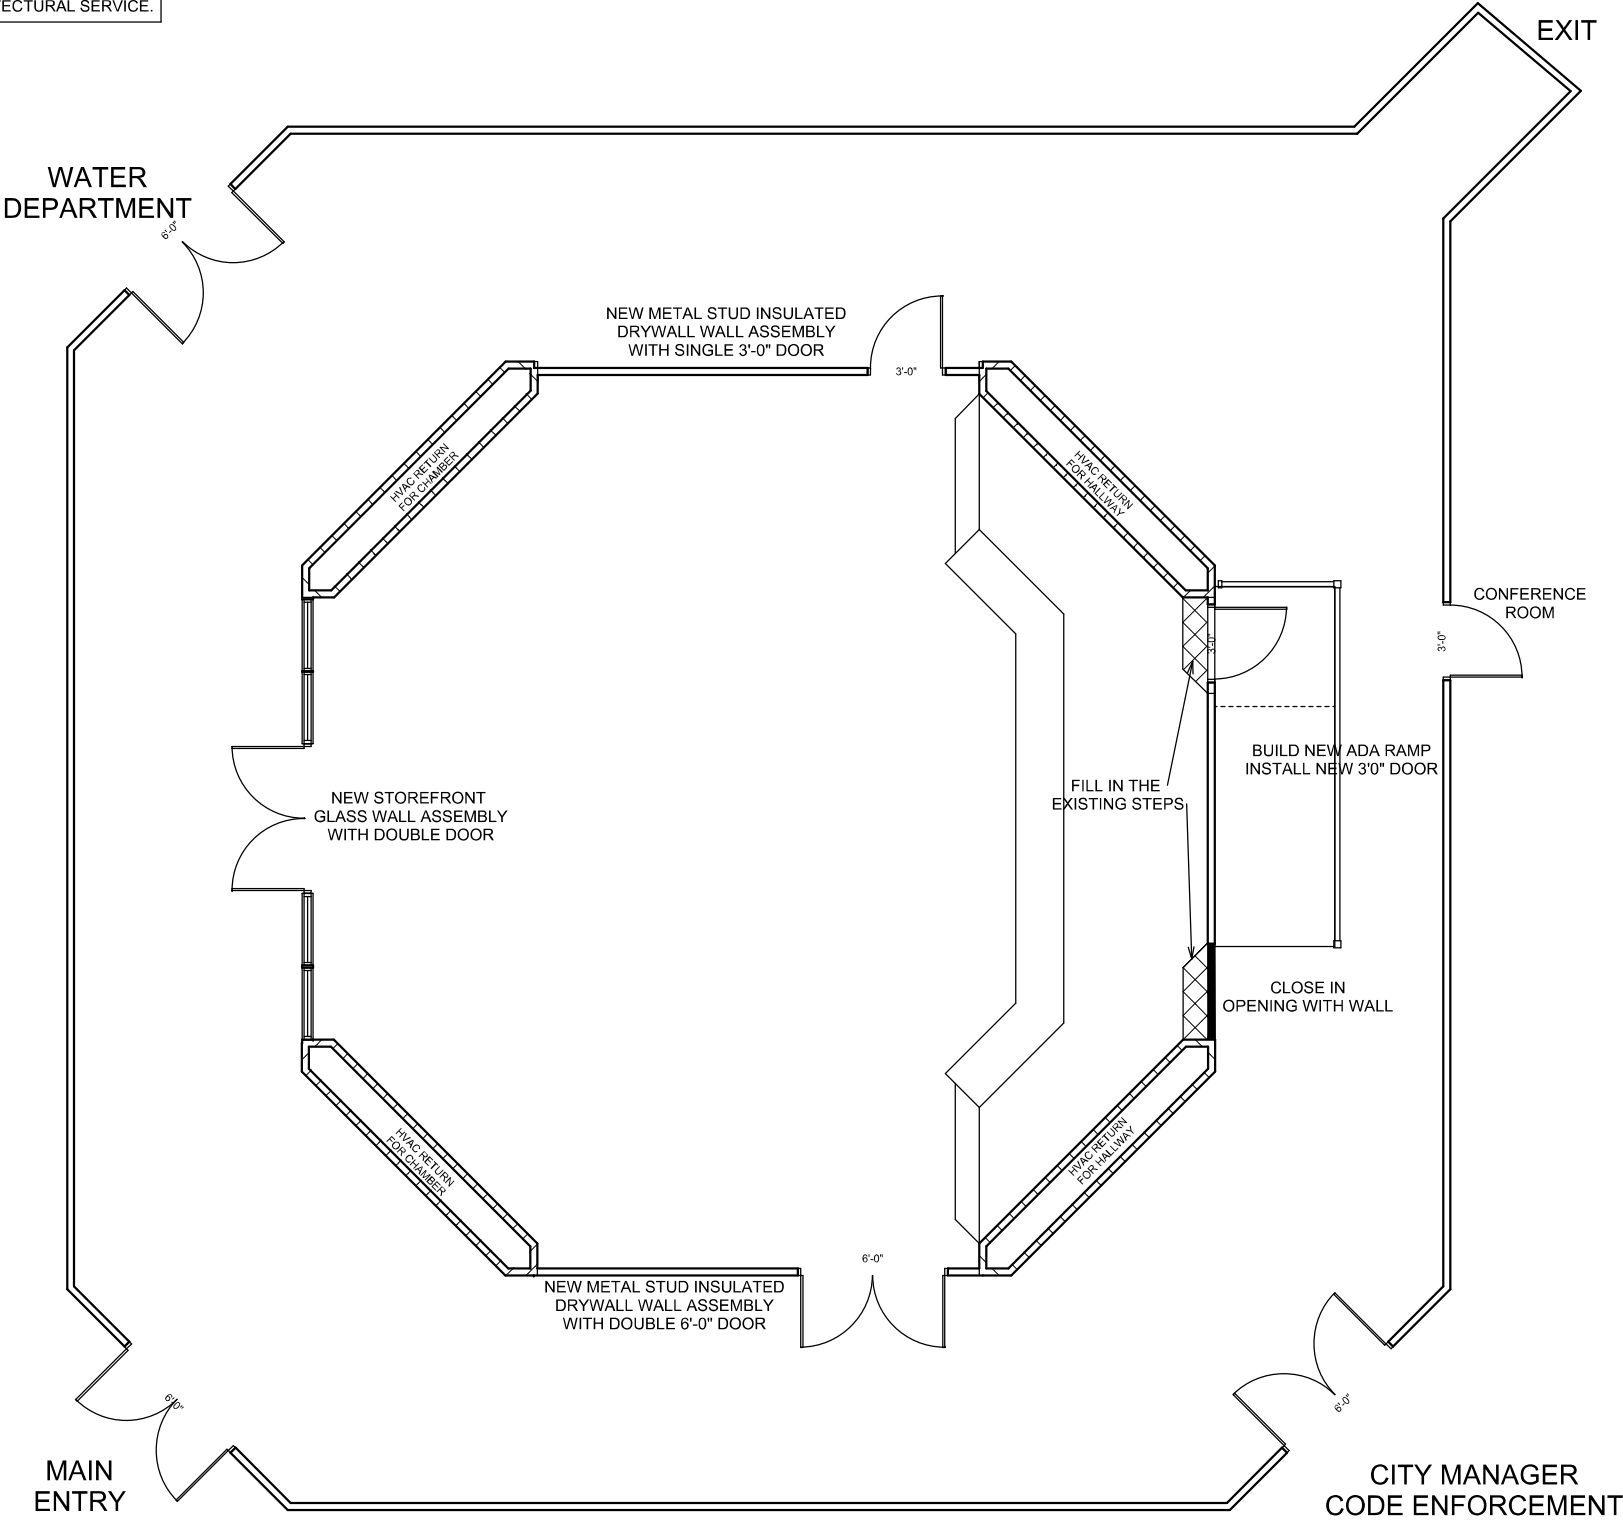 TECTURAL SERVICE.
EXIT
WATER
DEPARTMENT
6'-0"
NEW METAL STUD INSULATED
DRYWALL WALL ASSEMBLY
WITH SINGLE 3'-0" DOOR
3'-0"
HVAC RETURN
FOR CHAMBER
HVAC RETURN
FOR HALLWAY
CONFERENCE
ROOM
3'-0"
3'-0"
BUILD NEW ADA RAMP
INSTALL NEW 3'0" DOOR
FILL IN THE
EXISTING STEPS
NEW STOREFRONT
GLASS WALL ASSEMBLY
WITH DOUBLE DOOR
CLOSE IN
OPENING WITH WALL
HVAC RETURN
FOR CHAMBER
HVAC RETURN
FOR HALLWAY
6'-0"
NEW METAL STUD INSULATED
DRYWALL WALL ASSEMBLY
WITH DOUBLE 6'-0" DOOR
6'-0"
6'-0"
MAIN
ENTRY
CITY MANAGER
CODE ENFORCEMENT